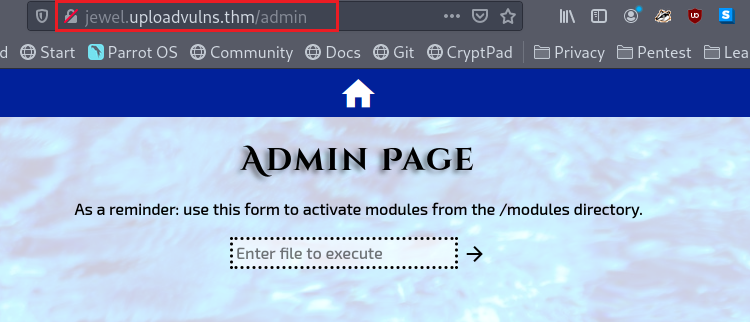 jewel.uploadvulns.thm/admin
d Start Parrot OS Community Docs Git CryptPad Privacy Pentest Lea
Admin Page
As a reminder: use this form to activate modules from the /modules directory.
Enter file to execute